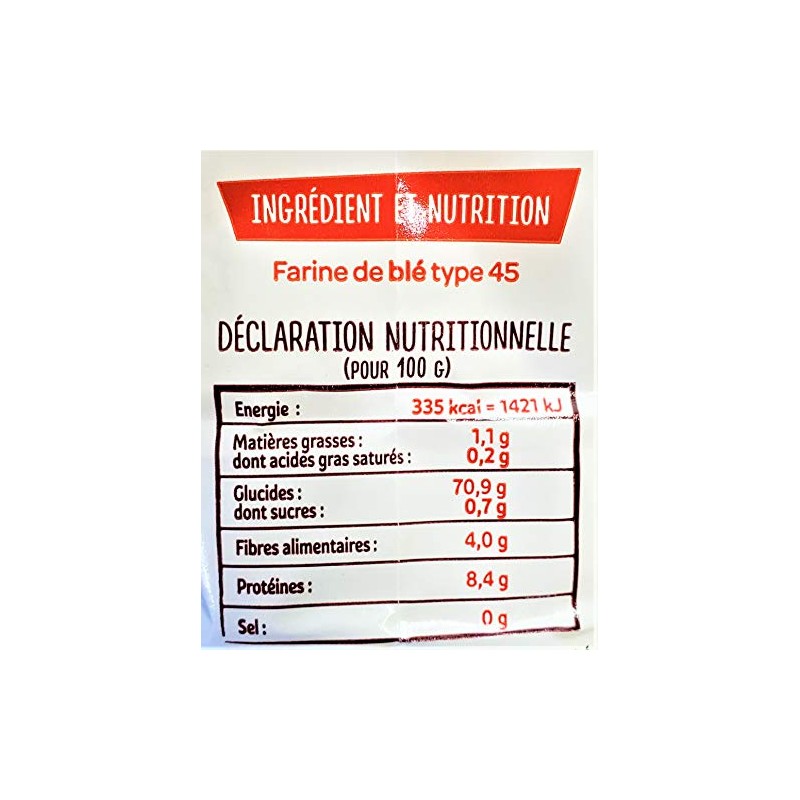 INGRÉDIENT ET NUTRITION
Farine de blé type 45
DÉCLARATION NUTRITIONNELLE
(POUR 100 G)
Energie : 335 kcal = 1421 kJ
Matières grasses : 1,1 g
dont acides gras saturés : 0,2 g
Glucides : 70,9 g
dont sucres : 0,7 g
Fibres alimentaires : 4,0 g
Protéines : 8,4 g
Sel : 0 g